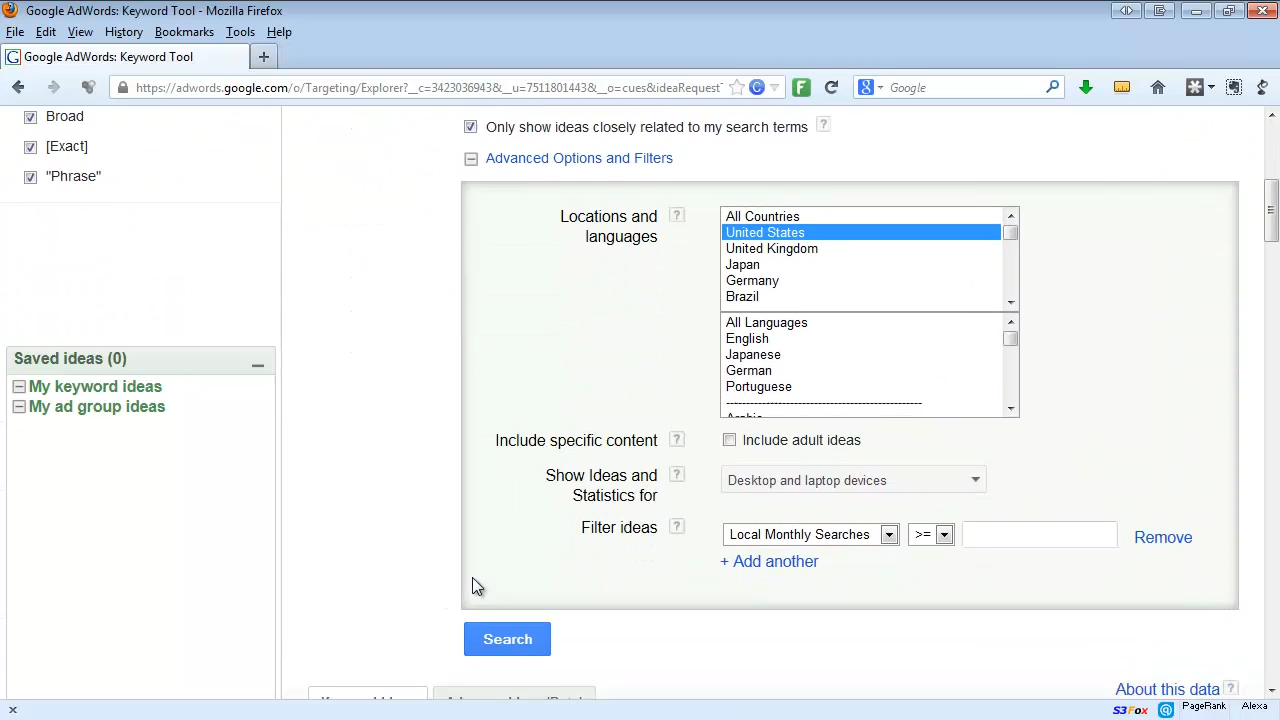 Google AdWords: Keyword Tool - Mozilla Firefox
File Edit View History Bookmarks Tools Help
Google AdWords: Keyword Tool
https://adwords.google.com/o/Targeting/Explorer?__c=3423036943&__u=7511801443&__o=cues&ideaRequestT
Google
Broad
[Exact]
"Phrase"
Only show ideas closely related to my search terms ?
Advanced Options and Filters
Locations and languages ?
All Countries
United States
United Kingdom
Japan
Germany
Brazil
All Languages
English
Japanese
German
Portuguese
Saved ideas (0)
My keyword ideas
My ad group ideas
Include specific content ? Include adult ideas
Show Ideas and Statistics for ? Desktop and laptop devices
Filter ideas ? Local Monthly Searches >= Remove
+ Add another
Search
About this data ?
S3Fox @ PageRank Alexa